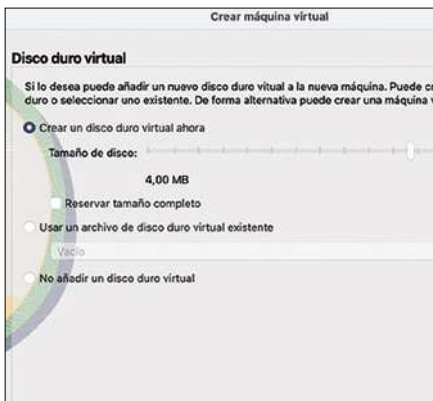 Crear máquina virtual
Disco duro virtual
Si lo desea puede añadir un nuevo disco duro vitual a la nueva máquina. Puede cr
duro o seleccionar uno existente. De forma alternativa puede crear una máquina v
Crear un disco duro virtual ahora
Tamaño de disco:
4,00 MB
Reservar tamaño completo
Usar un archivo de disco duro virtual existente
Vacío
No añadir un disco duro virtual